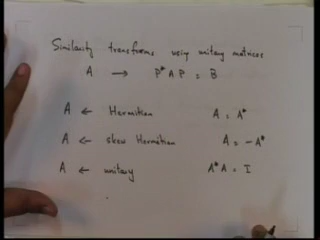 Similarity transforms using unitary matrices
A → P* A P = B
A ← Hermitian A = A*
A ← skew Hermitian A = -A*
A ← unitary A* A = I